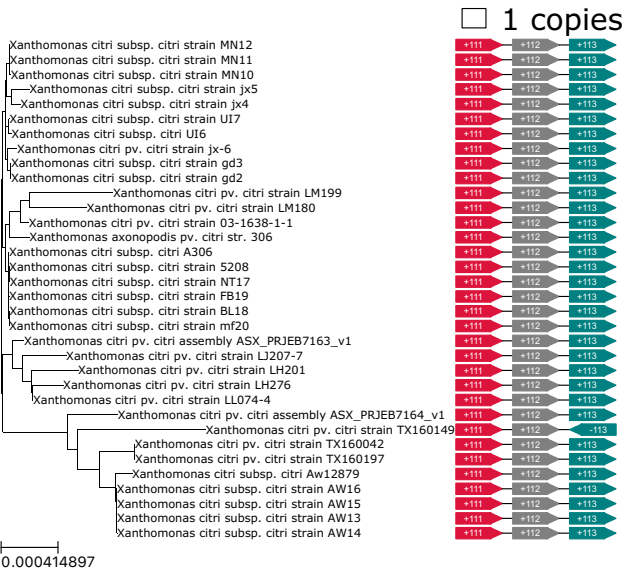 1 copies
Xanthomonas citri subsp. citri strain MN12 +111 +112 +113
Xanthomonas citri subsp. citri strain MN11 +111 +112 +113
Xanthomonas citri subsp. citri strain MN10 +111 +112 +113
Xanthomonas citri subsp. citri strain jx5 +111 +112 +113
Xanthomonas citri subsp. citri strain jx4 +111 +112 +113
Xanthomonas citri subsp. citri strain UI7 +111 +112 +113
Xanthomonas citri subsp. citri UI6 +111 +112 +113
Xanthomonas citri pv. citri strain jx-6 +111 +112 +113
Xanthomonas citri subsp. citri strain gd3 +111 +112 +113
Xanthomonas citri subsp. citri strain gd2 +111 +112 +113
Xanthomonas citri pv. citri strain LM199 +111 +112 +113
Xanthomonas citri pv. citri strain LM180 +111 +112 +113
Xanthomonas citri pv. citri strain 03-1638-1-1 +111 +112 +113
Xanthomonas axonopodis pv. citri str. 306 +111 +112 +113
Xanthomonas citri subsp. citri A306 +111 +112 +113
Xanthomonas citri subsp. citri strain 5208 +111 +112 +113
Xanthomonas citri subsp. citri strain NT17 +111 +112 +113
Xanthomonas citri subsp. citri strain FB19 +111 +112 +113
Xanthomonas citri subsp. citri strain BL18 +111 +112 +113
Xanthomonas citri subsp. citri strain mf20 +111 +112 +113
Xanthomonas citri pv. citri assembly ASX_PRJEB7163_v1 +111 +112 +113
Xanthomonas citri pv. citri strain LJ207-7 +111 +112 +113
Xanthomonas citri pv. citri strain LH201 +111 +112 +113
Xanthomonas citri pv. citri strain LH276 +111 +112 +113
Xanthomonas citri pv. citri strain LL074-4 +111 +112 +113
Xanthomonas citri pv. citri assembly ASX_PRJEB7164_v1 +111 +112 +113
Xanthomonas citri pv. citri strain TX160149 +111 +112 -113
Xanthomonas citri pv. citri strain TX160042 +111 +112 +113
Xanthomonas citri pv. citri strain TX160197 +111 +112 +113
Xanthomonas citri subsp. citri Aw12879 +111 +112 +113
Xanthomonas citri subsp. citri strain AW16 +111 +112 +113
Xanthomonas citri subsp. citri strain AW15 +111 +112 +113
Xanthomonas citri subsp. citri strain AW13 +111 +112 +113
Xanthomonas citri subsp. citri strain AW14 +111 +112 +113
0.000414897